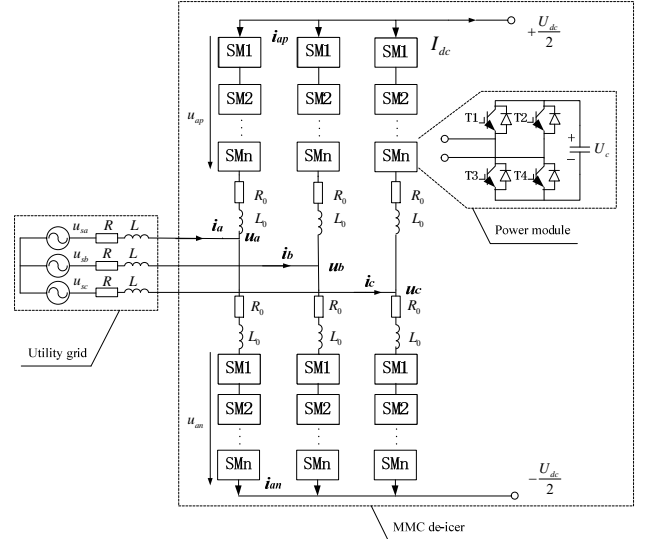 i_ap
I_dc
+U_dc/2
SM1 SM1 SM1
SM2 SM2 SM2
u_ap
SMn SMn SMn
T1 T2
T3 T4
+
−
U_c
Power module
R_0 R_0 R_0
L_0 L_0 L_0
u_sa R L
i_a
u_a
u_sb R L
i_b
u_b
u_sc R L
i_c
u_c
R_0 R_0 R_0
L_0 L_0 L_0
Utility grid
SM1 SM1 SM1
SM2 SM2 SM2
u_an
SMn SMn SMn
i_an
−U_dc/2
MMC de-icer